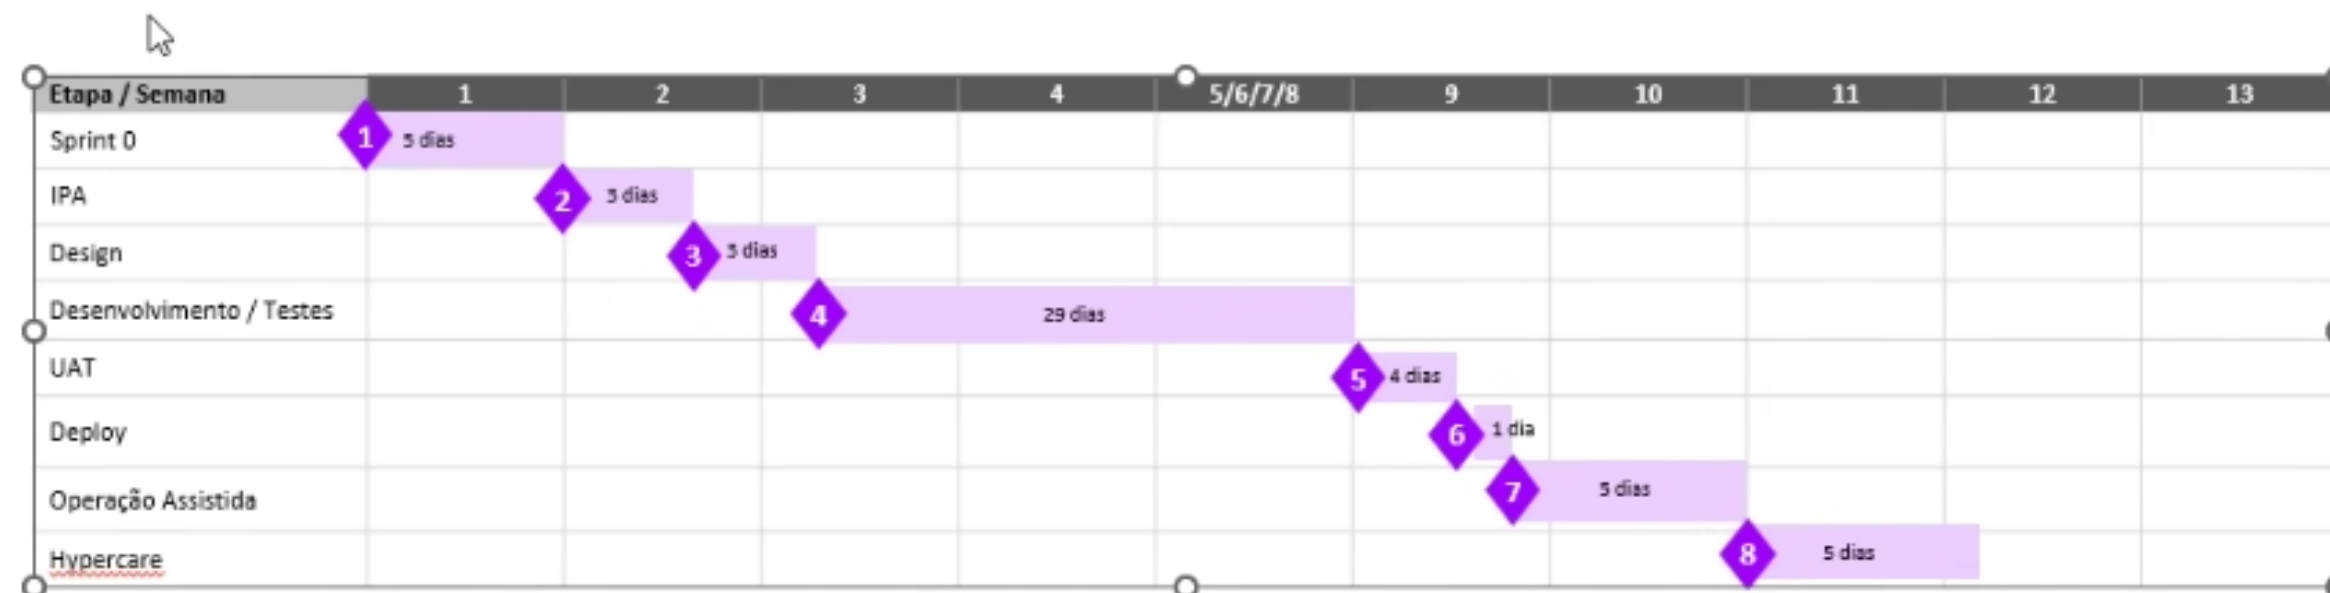 Etapa / Semana 1 2 3 4 5/6/7/8 9 10 11 12 13
Sprint 0 1 5 dias
IPA 2 3 dias
Design 3 3 dias
Desenvolvimento / Testes 4 29 dias
UAT 5 4 dias
Deploy 6 1 dia
Operação Assistida 7 5 dias
Hypercare 8 5 dias